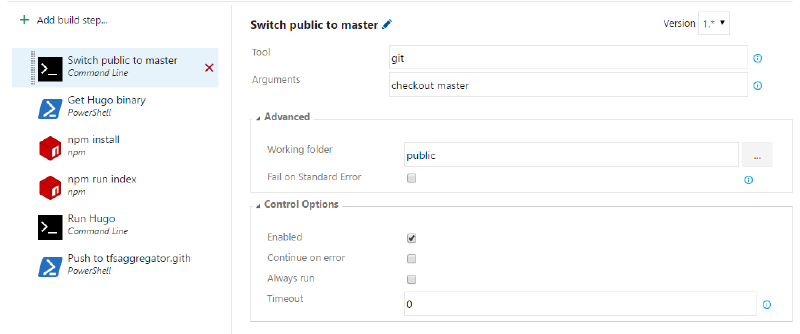 + Add build step...
Switch public to master
Command Line
Get Hugo binary
PowerShell
npm install
npm
npm run index
npm
Run Hugo
Command Line
Push to tfsaggregator.gith
PowerShell
Switch public to master
Version 1.*
Tool
git
Arguments
checkout master
Advanced
Working folder
public
...
Fail on Standard Error
Control Options
Enabled
Continue on error
Always run
Timeout
0